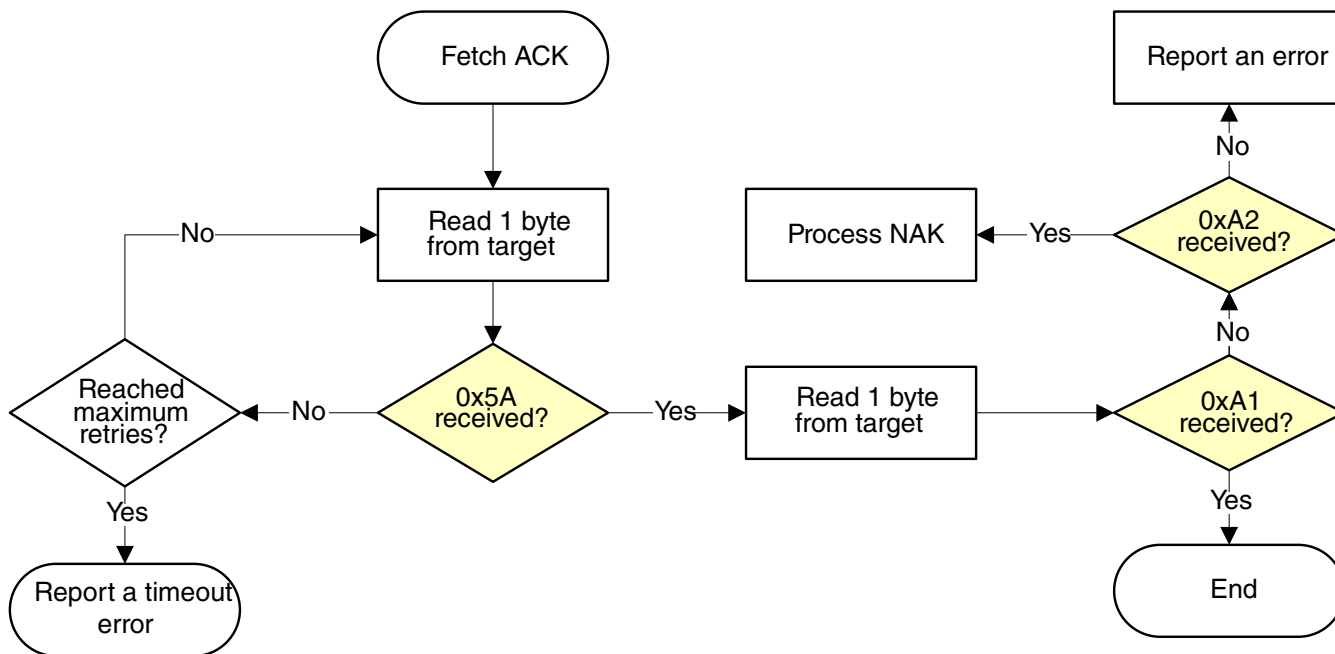 Fetch ACK
Report an error
No
Read 1 byte
from target
No
Process NAK
Yes
0xA2
received?
No
Reached
maximum
retries?
No
0x5A
received?
Yes
Read 1 byte
from target
0xA1
received?
Yes
Yes
Report a timeout
error
End